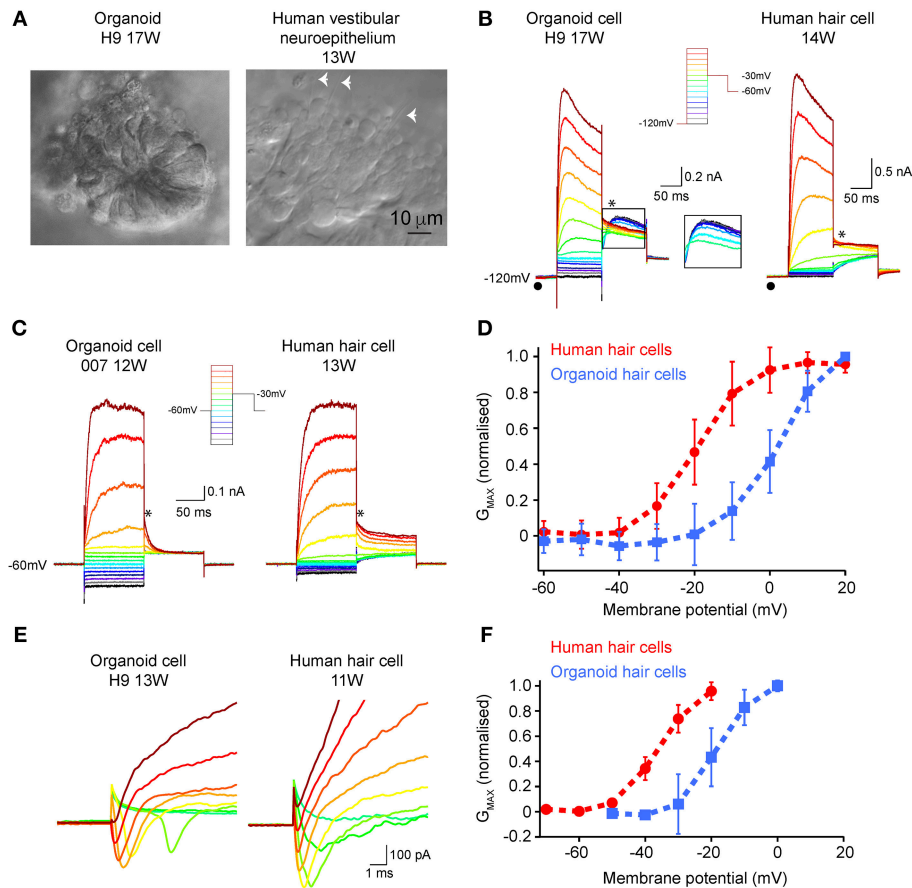 A
Organoid
H9 17W
Human vestibular
neuroepithelium
13W
10 μm
B
Organoid cell
H9 17W
Human hair cell
14W
-30mV
-60mV
-120mV
0.2 nA
50 ms
0.5 nA
50 ms
*
*
-120mV
C
Organoid cell
007 12W
Human hair cell
13W
-60mV
-30mV
0.1 nA
50 ms
*
*
-60mV
D
Human hair cells
Organoid hair cells
GMAX (normalised)
1.0
0.8
0.6
0.4
0.2
0
-60
-40
-20
0
20
Membrane potential (mV)
E
Organoid cell
H9 13W
Human hair cell
11W
100 pA
1 ms
F
Human hair cells
Organoid hair cells
GMAX (normalised)
1.0
0.8
0.6
0.4
0.2
0
-0.2
-60
-40
-20
0
20
Membrane potential (mV)